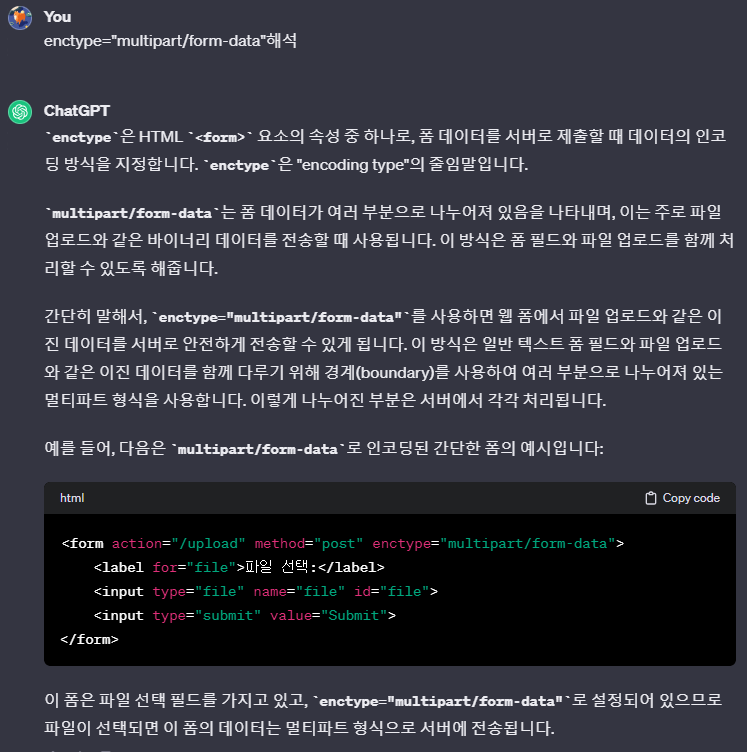 You
enctype="multipart/form-data"해석
ChatGPT
`enctype`은 HTML `<form>` 요소의 속성 중 하나로, 폼 데이터를 서버로 제출할 때 데이터의 인코
딩 방식을 지정합니다. `enctype`은 "encoding type"의 줄임말입니다.
`multipart/form-data`는 폼 데이터가 여러 부분으로 나누어져 있음을 나타내며, 이는 주로 파일
업로드와 같은 바이너리 데이터를 전송할 때 사용됩니다. 이 방식은 폼 필드와 파일 업로드를 함께 처
리할 수 있도록 해줍니다.
간단히 말해서, `enctype="multipart/form-data"`를 사용하면 웹 폼에서 파일 업로드와 같은 이
진 데이터를 서버로 안전하게 전송할 수 있게 됩니다. 이 방식은 일반 텍스트 폼 필드와 파일 업로드
와 같은 이진 데이터를 함께 다루기 위해 경계(boundary)를 사용하여 여러 부분으로 나누어져 있는
멀티파트 형식을 사용합니다. 이렇게 나누어진 부분은 서버에서 각각 처리됩니다.
예를 들어, 다음은 `multipart/form-data`로 인코딩된 간단한 폼의 예시입니다:
html Copy code
<form action="/upload" method="post" enctype="multipart/form-data">
<label for="file">파일 선택:</label>
<input type="file" name="file" id="file">
<input type="submit" value="Submit">
</form>
이 폼은 파일 선택 필드를 가지고 있고, `enctype="multipart/form-data"`로 설정되어 있으므로
파일이 선택되면 이 폼의 데이터는 멀티파트 형식으로 서버에 전송됩니다.